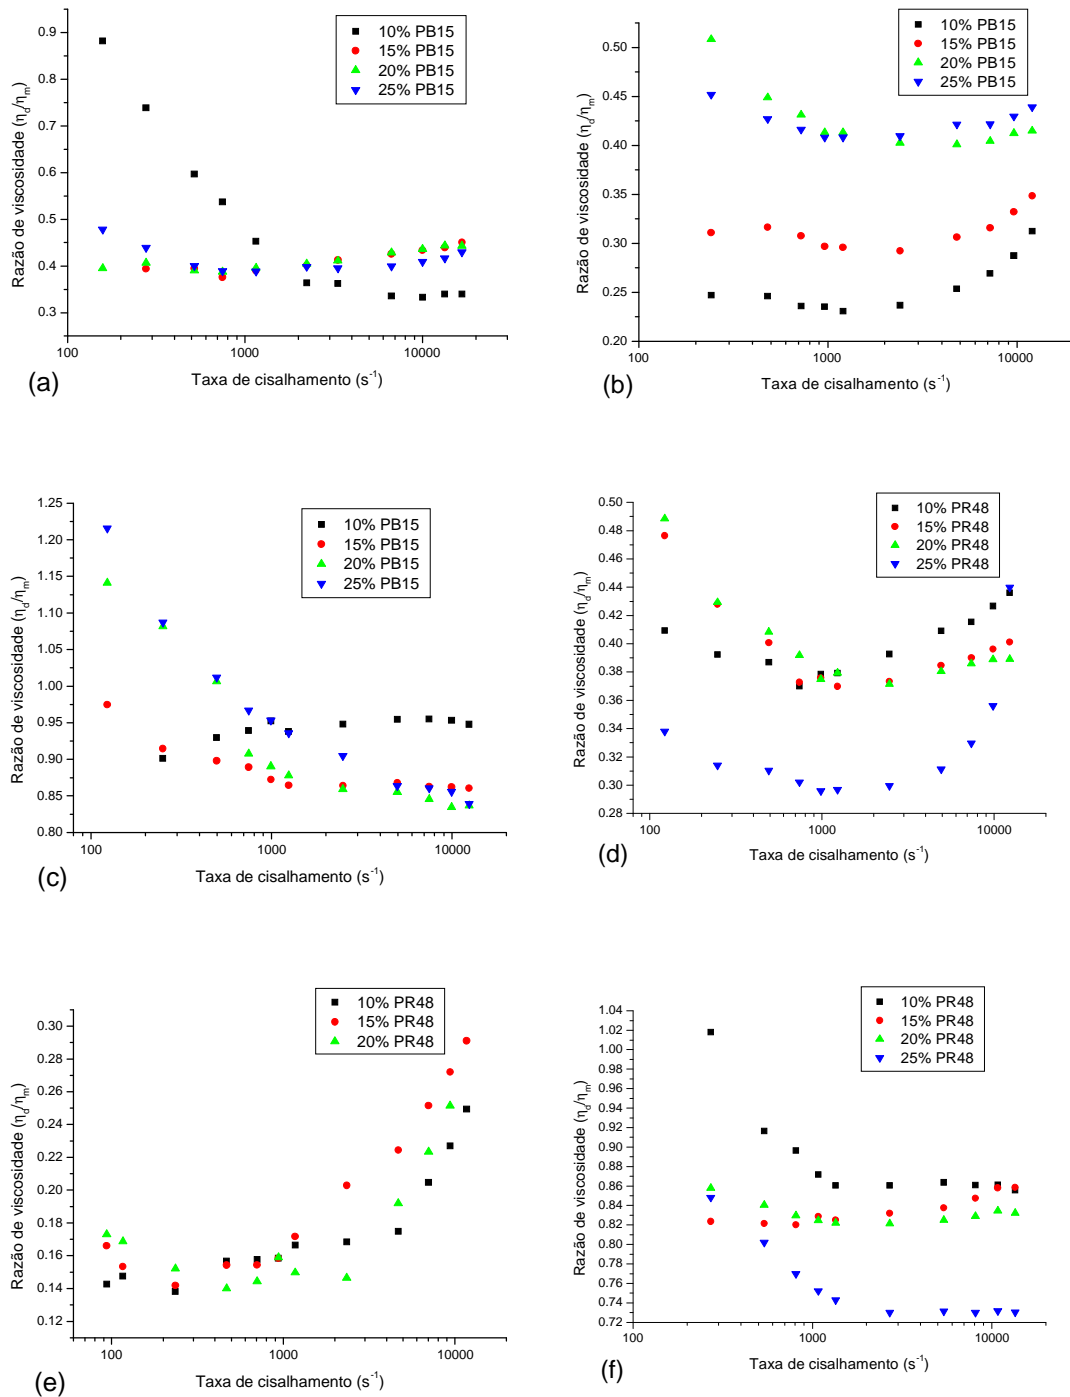 10% PB15
15% PB15
20% PB15
25% PB15
Razão de viscosidade (ηd/ηm)
0.9
0.8
0.7
0.6
0.5
0.4
0.3
100 1000 10000
Taxa de cisalhamento (s-1)
(a)
10% PB15
15% PB15
20% PB15
25% PB15
Razão de viscosidade (ηd/ηm)
0.50
0.45
0.40
0.35
0.30
0.25
0.20
100 1000 10000
Taxa de cisalhamento (s-1)
(b)
10% PB15
15% PB15
20% PB15
25% PB15
Razão de viscosidade (ηd/ηm)
1.25
1.20
1.15
1.10
1.05
1.00
0.95
0.90
0.85
0.80
100 1000 10000
Taxa de cisalhamento (s-1)
(c)
10% PR48
15% PR48
20% PR48
25% PR48
Razão de viscosidade (ηd/ηm)
0.50
0.48
0.46
0.44
0.42
0.40
0.38
0.36
0.34
0.32
0.30
0.28
100 1000 10000
Taxa de cisalhamento (s-1)
(d)
10% PR48
15% PR48
20% PR48
Razão de viscosidade (ηd/ηm)
0.30
0.28
0.26
0.24
0.22
0.20
0.18
0.16
0.14
0.12
100 1000 10000
Taxa de cisalhamento (s-1)
(e)
10% PR48
15% PR48
20% PR48
25% PR48
Razão de viscosidade (ηd/ηm)
1.04
1.02
1.00
0.98
0.96
0.94
0.92
0.90
0.88
0.86
0.84
0.82
0.80
0.78
0.76
0.74
0.72
100 1000 10000
Taxa de cisalhamento (s-1)
(f)